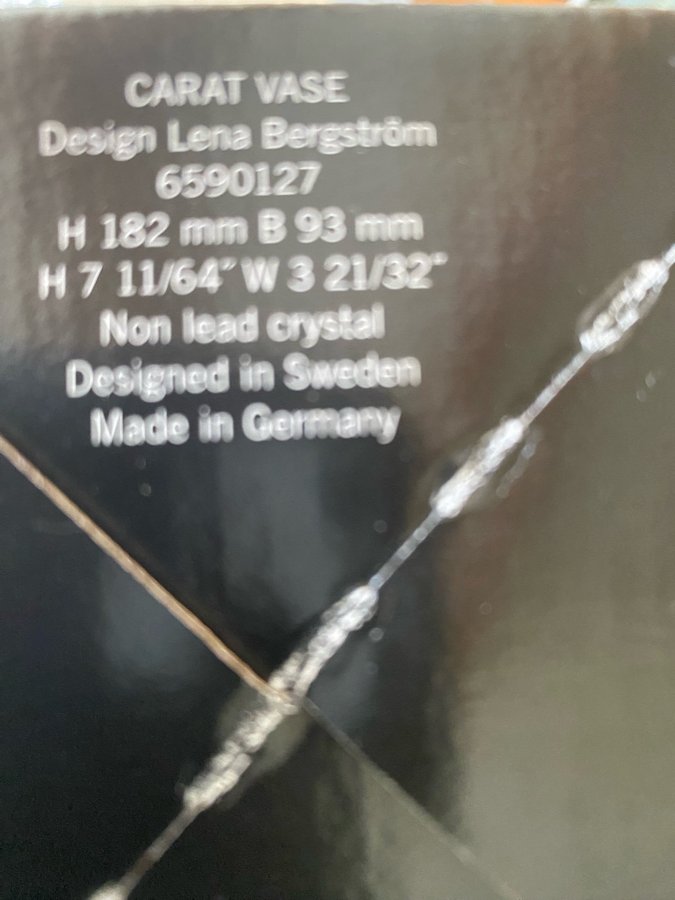 CARAT VASE
Design Lena Bergström
6590127
H 182 mm B 93 mm
H 7 11/64" W 3 21/32"
Non lead crystal
Designed in Sweden
Made in Germany